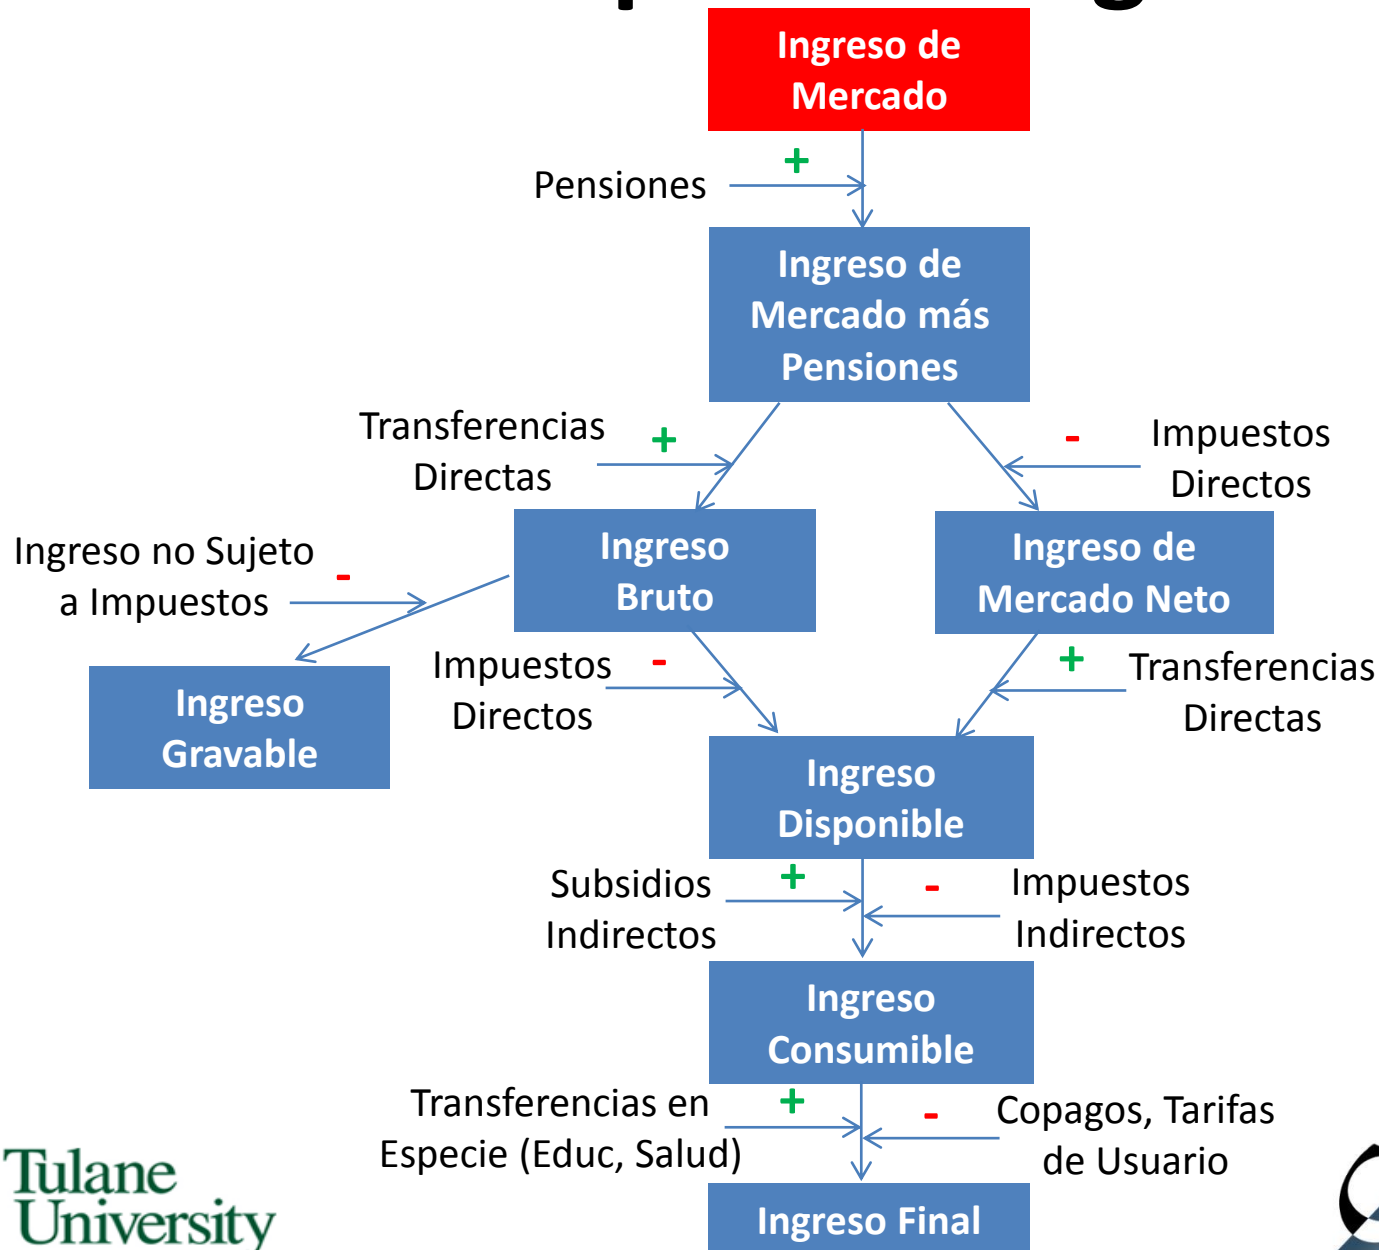 Ingreso de
Mercado
+
Pensiones
Ingreso de
Mercado más
Pensiones
Transferencias
Directas
+
-
Impuestos
Directos
Ingreso no Sujeto
a Impuestos
-
Ingreso
Bruto
Ingreso de
Mercado Neto
Ingreso
Gravable
Impuestos
Directos
-
+
Transferencias
Directas
Ingreso
Disponible
Subsidios
Indirectos
+
-
Impuestos
Indirectos
Ingreso
Consumible
Transferencias en
Especie (Educ, Salud)
+
-
Copagos, Tarifas
de Usuario
Ingreso Final
Tulane
University